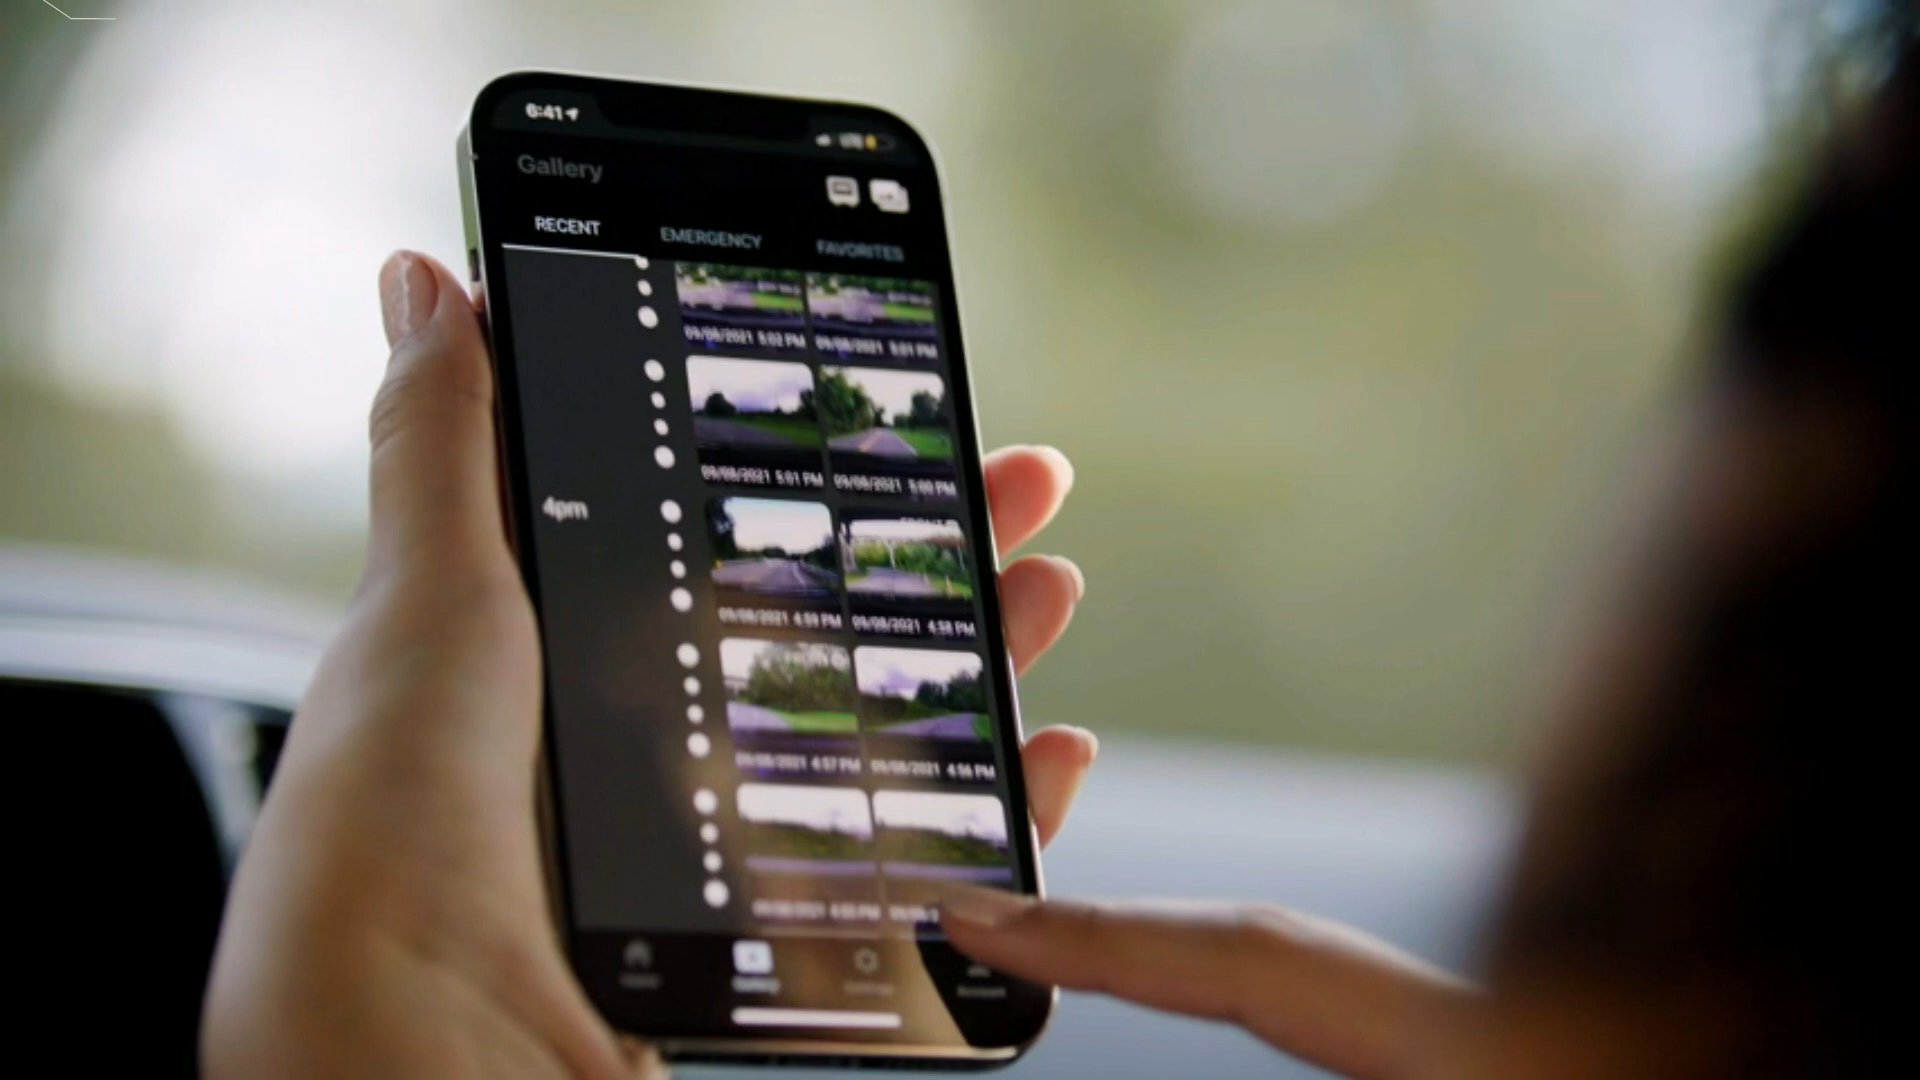 6:41
Gallery
RECENT EMERGENCY FAVORITES
09/08/2021 5:02 PM 09/08/2021 5:01 PM
09/08/2021 5:01 PM 09/08/2021 5:00 PM
4pm
09/08/2021 4:59 PM 09/08/2021 4:58 PM
09/08/2021 4:57 PM 09/08/2021 4:56 PM
Gallery Account